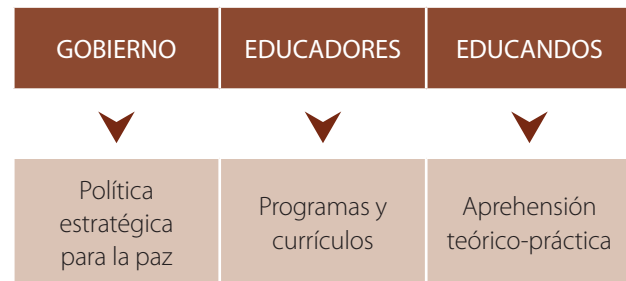 GOBIERNO
EDUCADORES
EDUCANDOS
Política
estratégica
para la paz
Programas y
currículos
Aprehensión
teórico-práctica